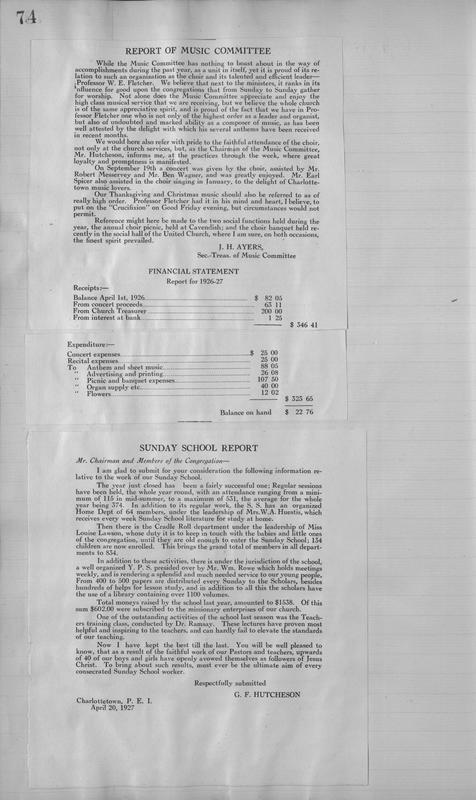 74
REPORT OF MUSIC COMMITTEE
While the Music Committee has nothing to boast about in the way of
accomplishments during the past year, as a unit in itself, yet it is proud of its re-
lation to such an organization as the choir and its talented and efficient leader—
Professor W. E. Fletcher. We believe that next to the ministers, it ranks in its
influence for good upon the congregations that from Sunday to Sunday gather
for worship. Not alone does the Music Committee appreciate and enjoy the
high class musical service that we are receiving, but we believe the whole church
is of the same appreciative spirit, and is proud of the fact that we have in Pro-
fessor Fletcher one who is not only of the highest order as a leader and organist,
but also of undoubted and marked ability as a composer of music, as has been
well attested by the delight with which his several anthems have been received
in recent months.
We would here also refer with pride to the faithful attendance of the choir,
not only at the church services, but, as the Chairman of the Music Committee,
Mr. Hutcheson, informs me, at the practices through the week, where great
loyalty and promptness is manifested.
On September 19th a concert was given by the choir, assisted by Mr.
Robert Messervey and Mr. Ben Wagner, and was greatly enjoyed. Mr. Earl
Spicer also assisted in the choir singing in January, to the delight of Charlotte-
town music lovers.
Our Thanksgiving and Christmas music should also be referred to as of
really high order. Professor Fletcher had it in his mind and heart, I believe, to
put on the "Crucifixion" on Good Friday evening, but circumstances would not
permit.
Reference might here be made to the two social functions held during the
year, the annual choir picnic, held at Cavendish; and the choir banquet held re-
cently in the social hall of the United Church, where I am sure, on both occasions,
the finest spirit prevailed.
J. H. AYERS,
Sec.-Treas. of Music Committee
FINANCIAL STATEMENT
Report for 1926-27
Receipts:—
Balance April 1st, 1926 $ 82 05
From concert proceeds 63 11
From Church Treasurer 200 00
From interest at bank 1 25
$ 346 41
Expenditure:—
Concert expenses $ 25 00
Recital expenses 25 00
To Anthem and sheet music 88 05
" Advertising and printing 26 08
" Picnic and banquet expenses 107 50
" Organ supply etc. 40 00
" Flowers 12 02
$ 323 65
Balance on hand $ 22 76
SUNDAY SCHOOL REPORT
Mr. Chairman and Members of the Congregation—
I am glad to submit for your consideration the following information re-
lative to the work of our Sunday School.
The year just closed has been a fairly successful one; Regular sessions
have been held, the whole year round, with an attendance ranging from a mini-
mum of 115 in mid-summer, to a maximum of 531, the average for the whole
year being 374. In addition to its regular work, the S. S. has an organized
Home Dept of 64 members, under the leadership of Mrs.W.A. Huestis, which
receives every week Sunday School literature for study at home.
Then there is the Cradle Roll department under the leadership of Miss
Louise Lawson, whose duty it is to keep in touch with the babies and little ones
of the congregation, until they are old enough to enter the Sunday School; 154
children are now enrolled. This brings the grand total of members in all depart-
ments to 834.
In addition to these activities, there is under the jurisdiction of the school,
a well organized Y. P. S. presided over by Mr. Wm. Rowe which holds meetings
weekly, and is rendering a splendid and much needed service to our young people.
From 400 to 500 papers are distributed every Sunday to the Scholars, besides
hundreds of helps for lesson study, and in addition to all this the scholars have
the use of a library containing over 1100 volumes.
Total moneys raised by the school last year, amounted to $1538. Of this
sum $602.00 were subscribed to the missionary enterprises of our church.
One of the outstanding activities of the school last season was the Teach-
ers training class, conducted by Dr. Ramsay. These lectures have proven most
helpful and inspiring to the teachers, and can hardly fail to elevate the standards
of our teaching.
Now I have kept the best till the last. You will be well pleased to
know, that as a result of the faithful work of our Pastors and teachers, upwards
of 40 of our boys and girls have openly avowed themselves as followers of Jesus
Christ. To bring about such results, must ever be the ultimate aim of every
consecrated Sunday School worker.
Respectfully submitted
G. F. HUTCHESON
Charlottetown, P. E. I.
April 20, 1927